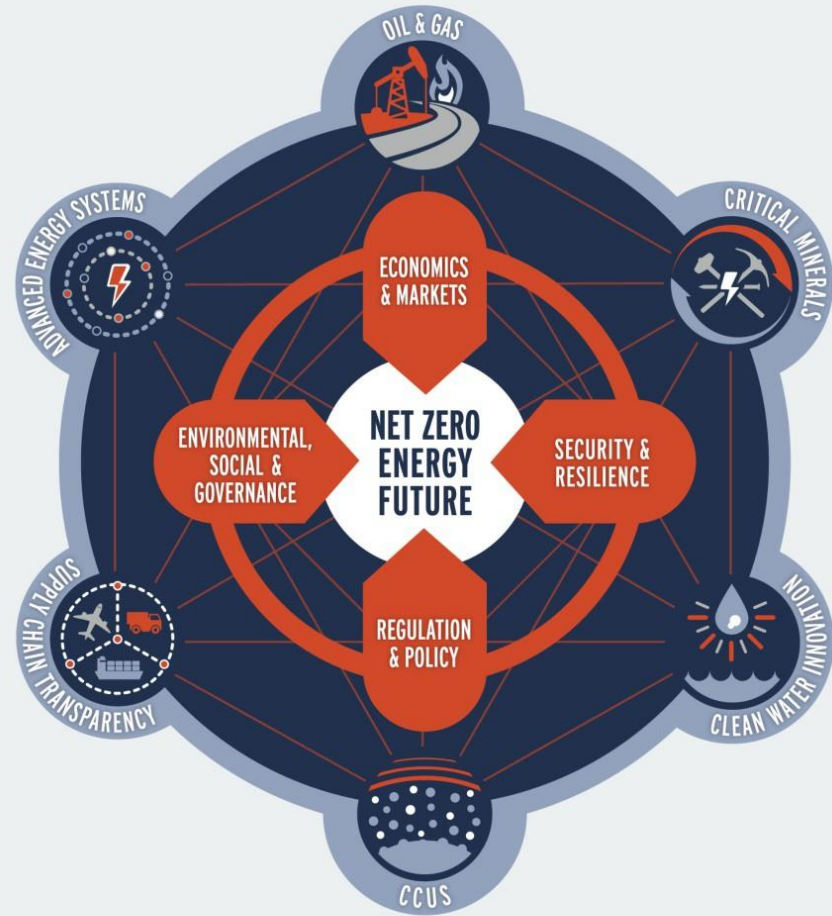 OIL & GAS
ADVANCED ENERGY SYSTEMS
CRITICAL MINERALS
ECONOMICS
& MARKETS
ENVIRONMENTAL,
SOCIAL &
GOVERNANCE
NET ZERO
ENERGY
FUTURE
SECURITY &
RESILIENCE
REGULATION
& POLICY
SUPPLY CHAIN TRANSPARENCY
CLEAN WATER INNOVATION
CCUS